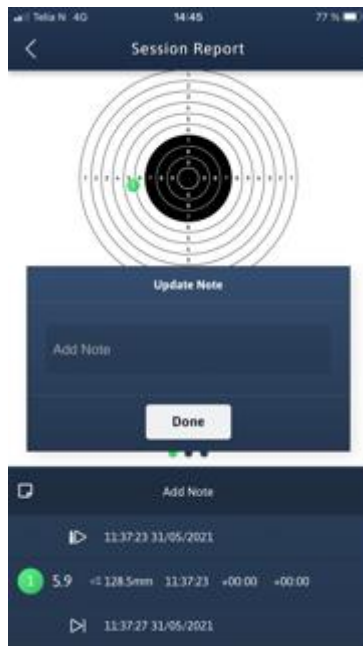 Telia N 4G 14:45 77 %
Session Report
1
Update Note
Add Note
Done
Add Note
11:37:23 31/05/2021
1 5.9 128.5mm 11:37:23 +00:00 +00:00
11:37:27 31/05/2021